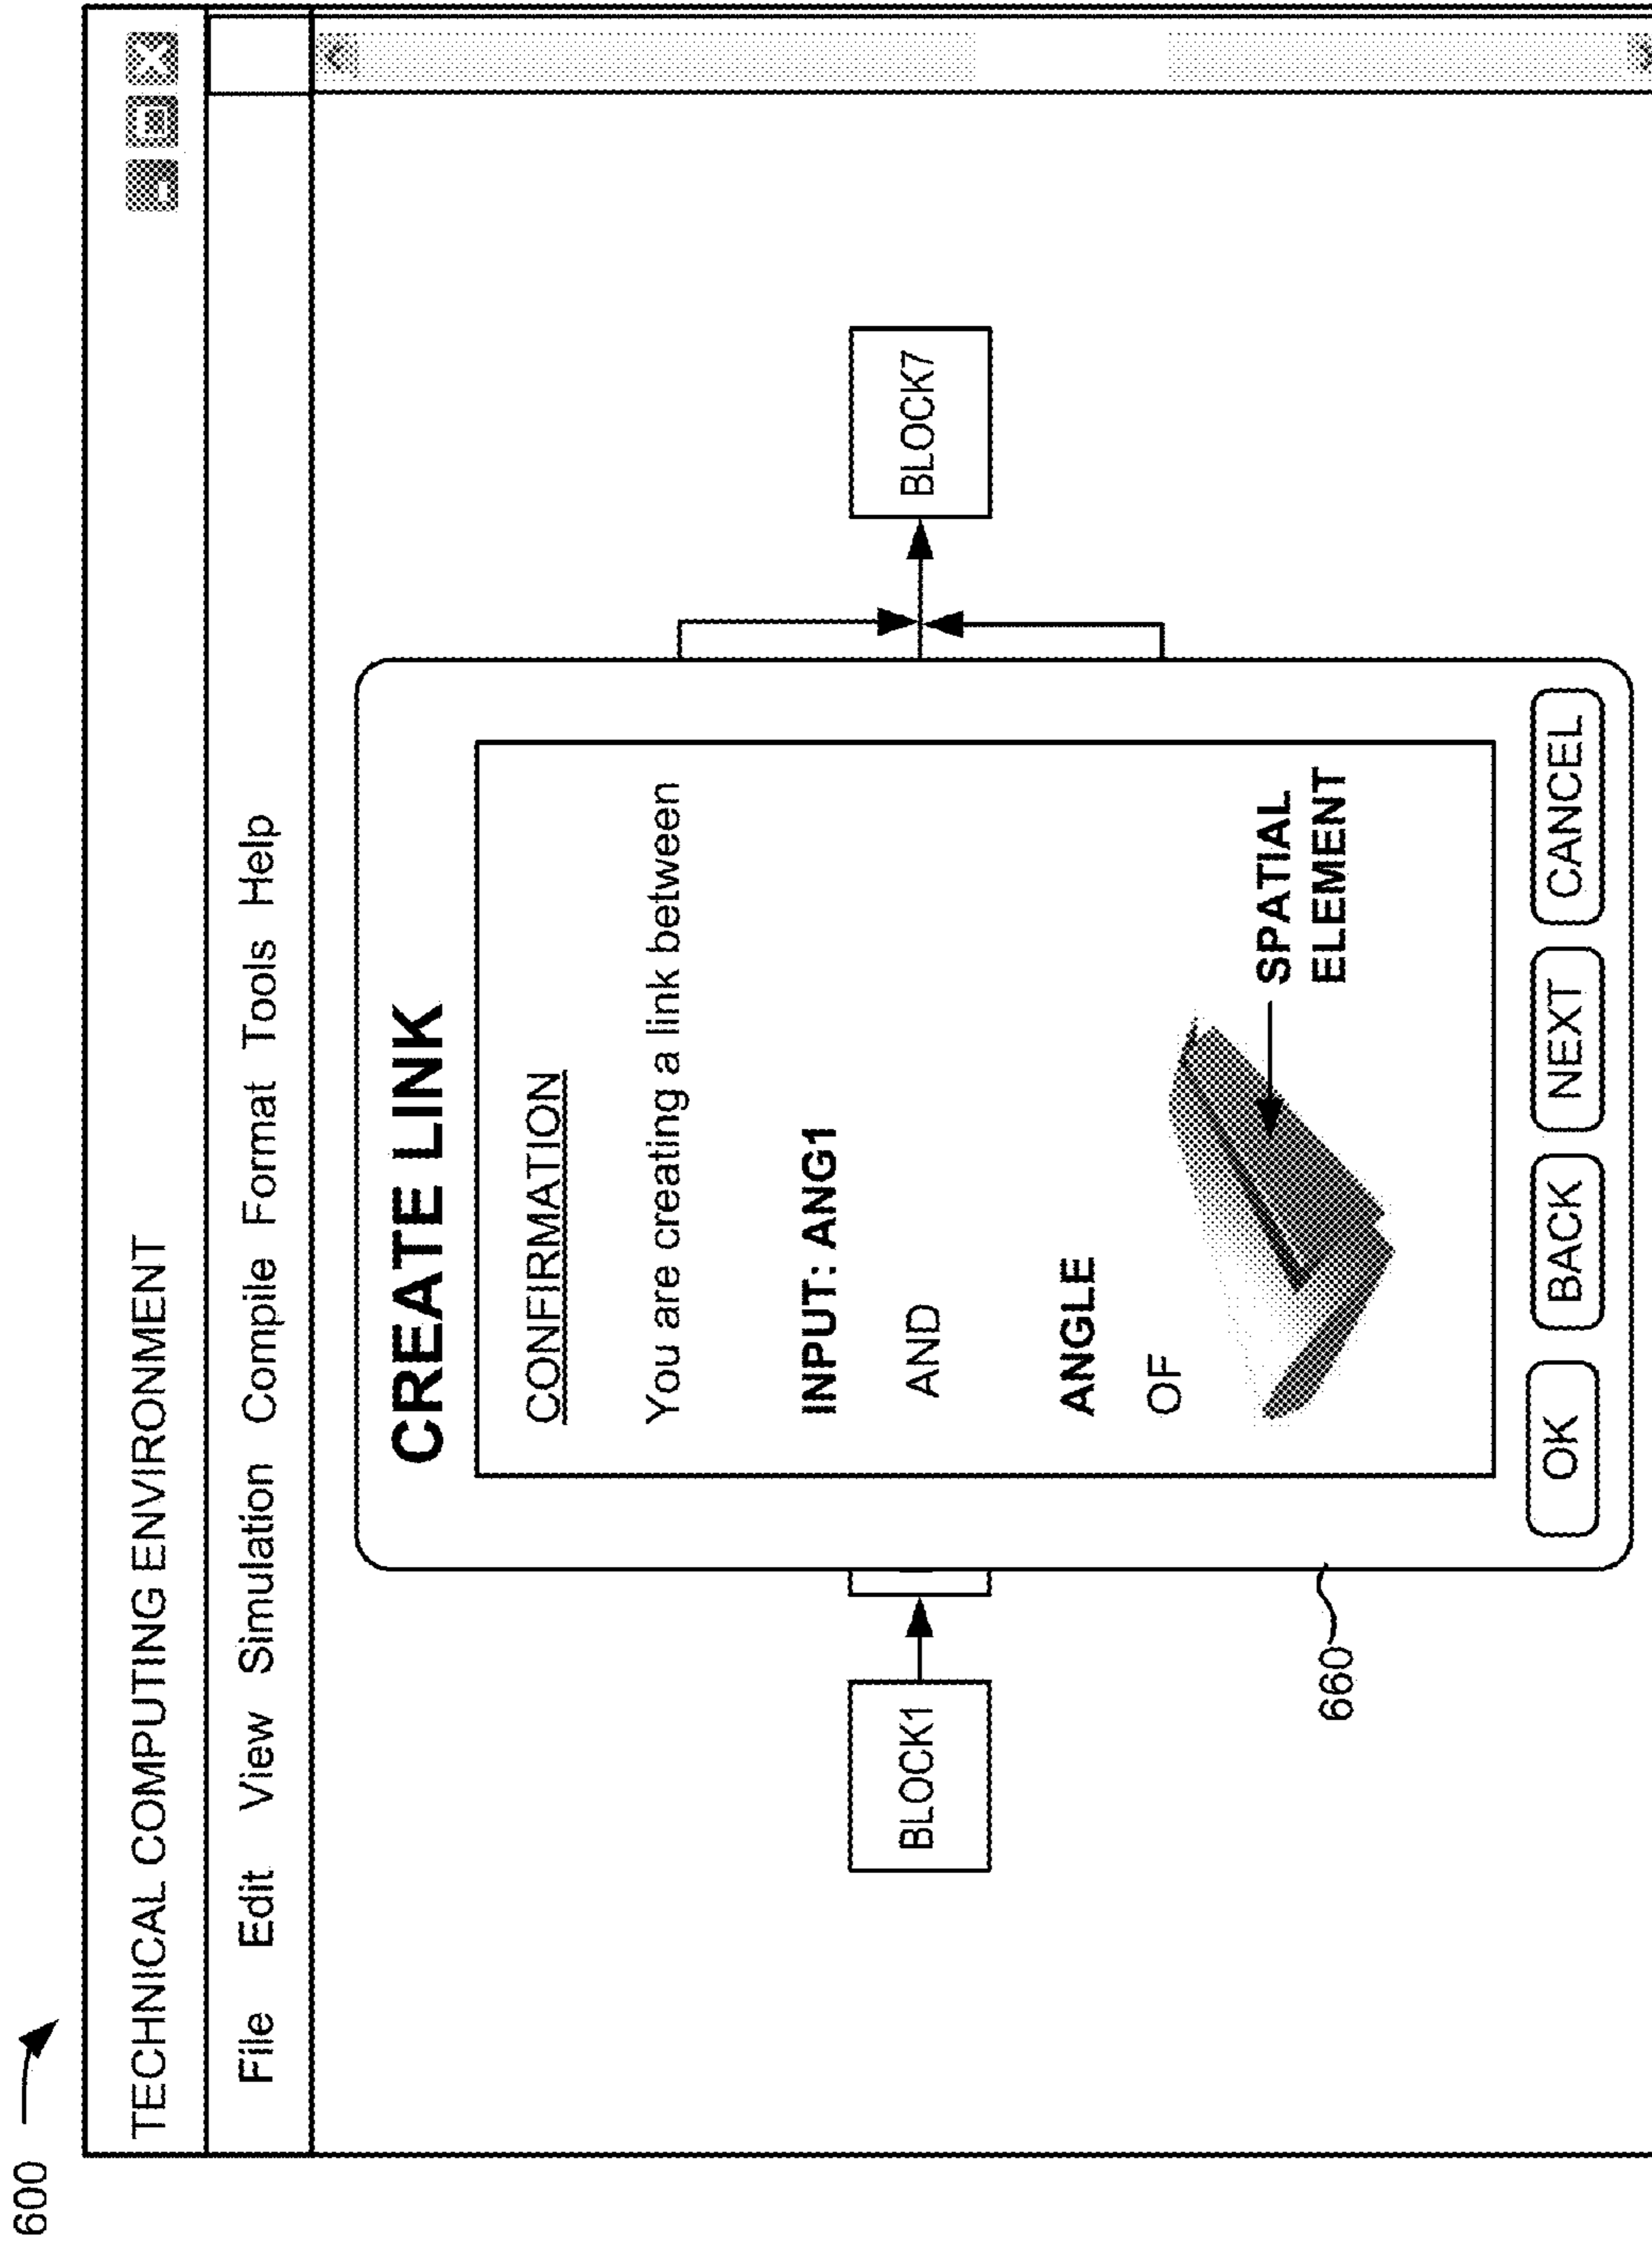 600
TECHNICAL COMPUTING ENVIRONMENT
File Edit View Simulation Compile Format Tools Help
CREATE LINK
CONFIRMATION
You are creating a link between
INPUT: ANG1
AND
ANGLE
OF
SPATIAL
ELEMENT
BLOCK1
BLOCK7
660
OK
BACK
NEXT
CANCEL